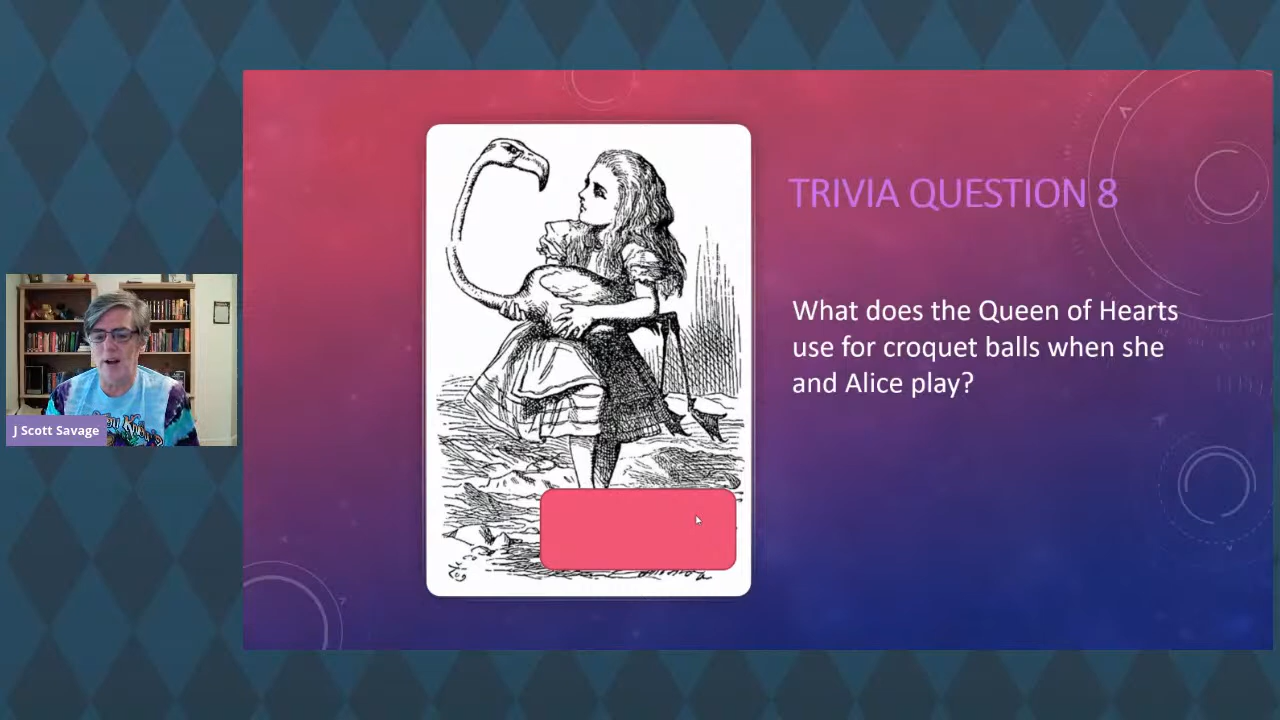 TRIVIA QUESTION 8
What does the Queen of Hearts
use for croquet balls when she
and Alice play?
J Scott Savage